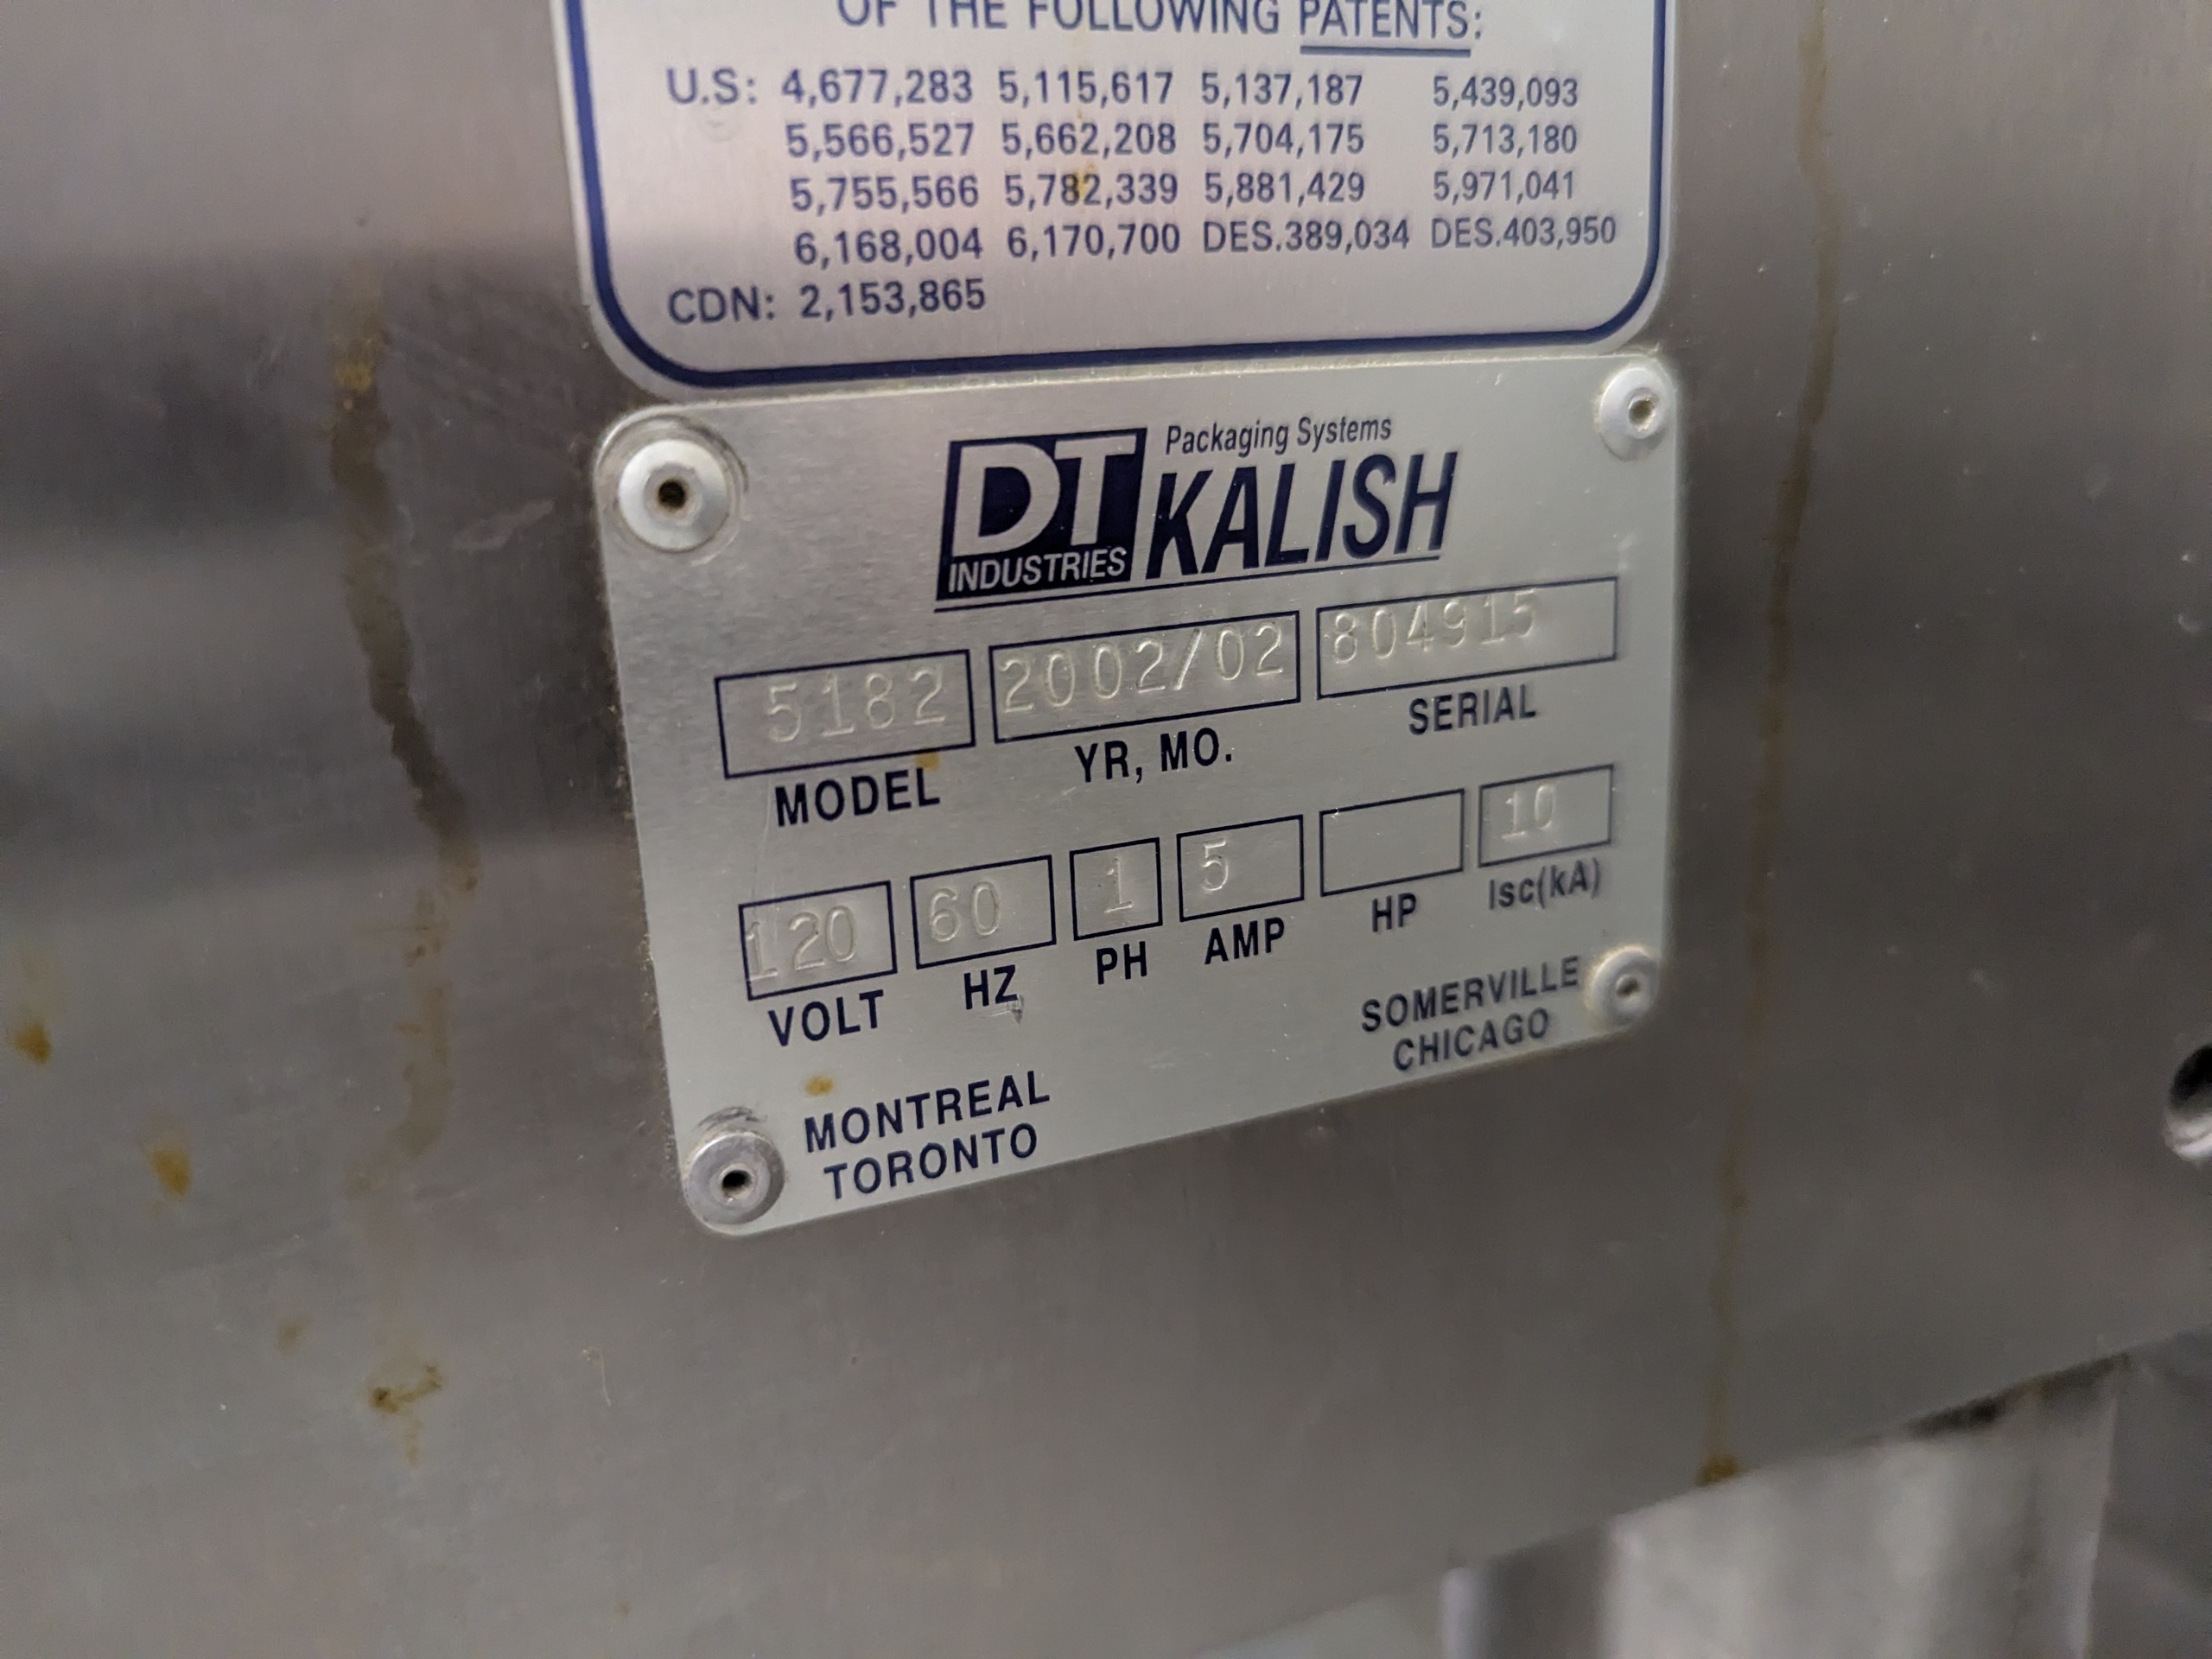 OF THE FOLLOWING PATENTS:
U.S: 4,677,283 5,115,617 5,137,187 5,439,093
5,566,527 5,662,208 5,704,175 5,713,180
5,755,566 5,782,339 5,881,429 5,971,041
6,168,004 6,170,700 DES.389,034 DES.403,950
CDN: 2,153,865
DT INDUSTRIES
Packaging Systems
KALISH
5182 2002/02 804915
MODEL YR, MO. SERIAL
120 60 1 5 10
VOLT HZ PH AMP HP Isc(kA)
MONTREAL
TORONTO
SOMERVILLE
CHICAGO